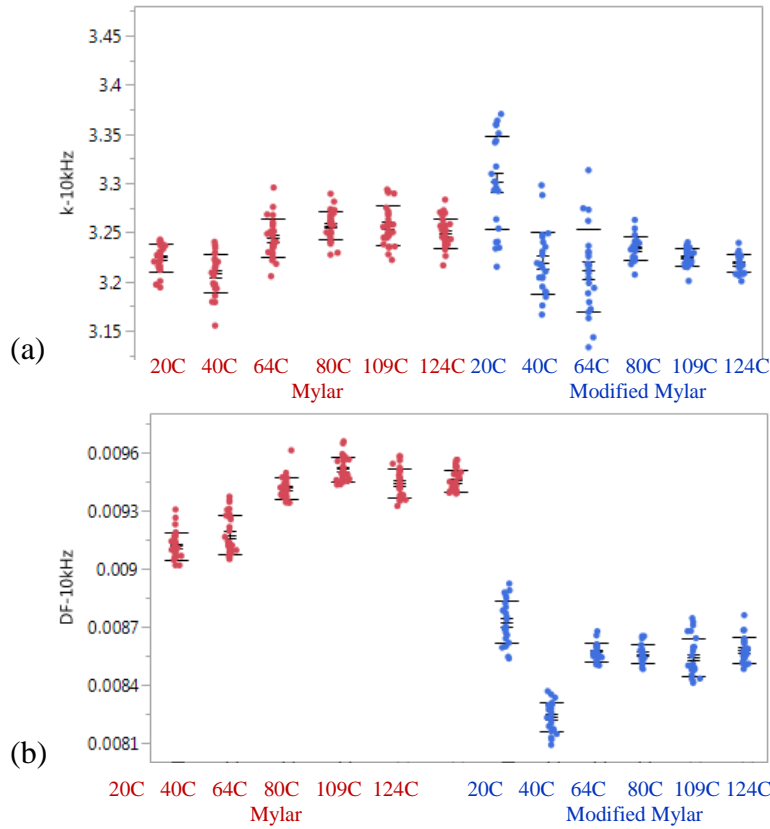 3.45
3.4
3.35
k-10kHz
3.3
3.25
3.2
3.15
(a)
20C 40C 64C 80C 109C 124C 20C 40C 64C 80C 109C 124C
Mylar Modified Mylar
0.0096
0.0093
0.009
DF-10kHz
0.0087
0.0084
0.0081
(b)
20C 40C 64C 80C 109C 124C 20C 40C 64C 80C 109C 124C
Mylar Modified Mylar